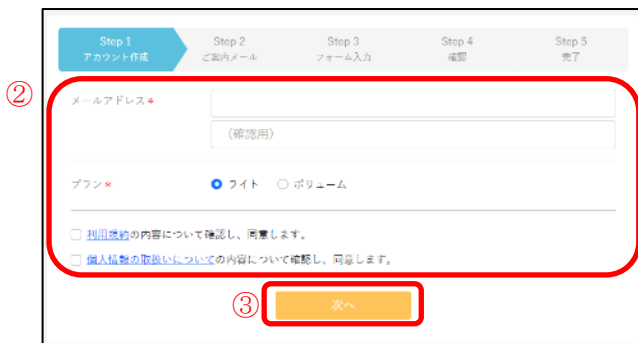 Step 1 Step 2 Step 3 Step 4 Step 5
アカウント作成 ご案内メール フォーム入力 確認 完了
②
メールアドレス*
(確認用)
プラン* ライト ボリューム
利用規約の内容について確認し、同意します。
個人情報の取扱いについての内容について確認し、同意します。
③ 次へ